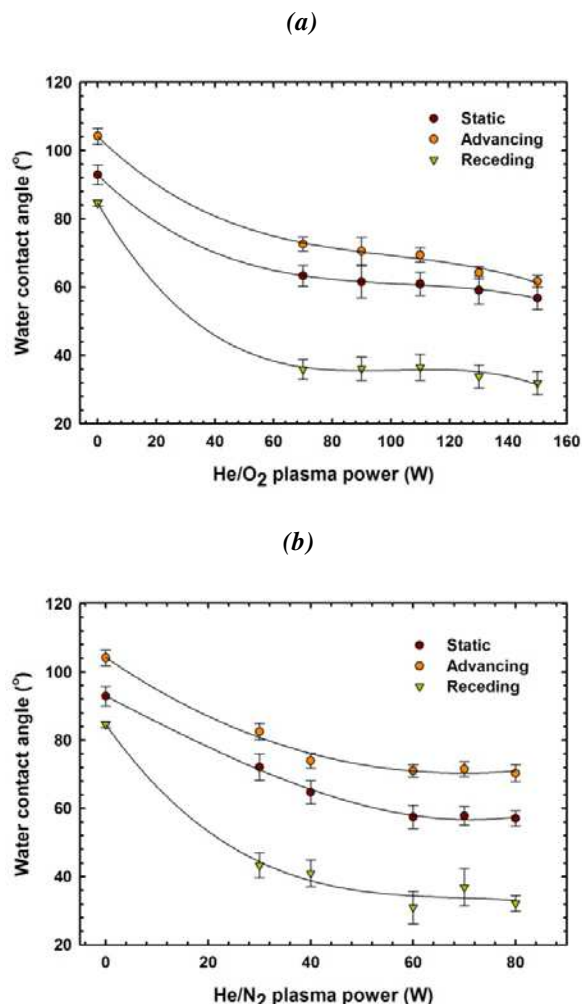 (a)
120
100
80
60
40
20
Water contact angle (°)
Static
Advancing
Receding
0 20 40 60 80 100 120 140 160
He/O2 plasma power (W)
(b)
120
100
80
60
40
20
Water contact angle (°)
Static
Advancing
Receding
0 20 40 60 80
He/N2 plasma power (W)